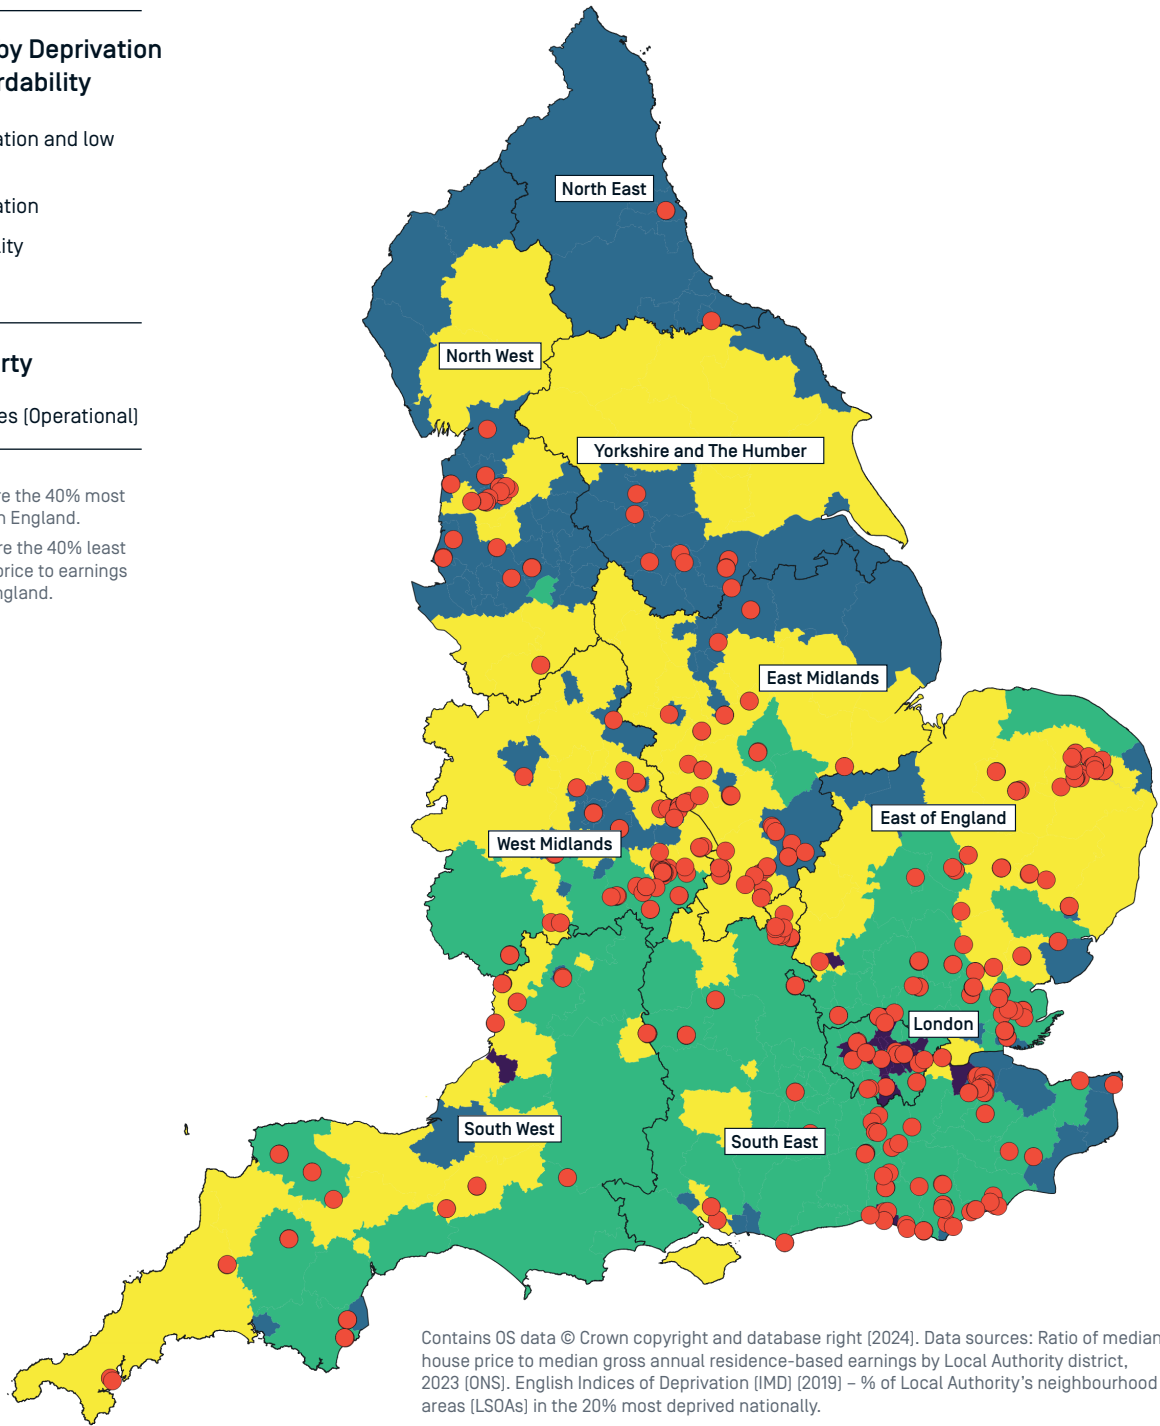 by Deprivation
rdability
ation and low
ation
lity
rty
es (Operational)
re the 40% most
n England.
re the 40% least
price to earnings
ngland.
North East
North West
Yorkshire and The Humber
East Midlands
East of England
West Midlands
London
South West
South East
Contains OS data © Crown copyright and database right (2024). Data sources: Ratio of median
house price to median gross annual residence-based earnings by Local Authority district,
2023 (ONS). English Indices of Deprivation (IMD) (2019) – % of Local Authority's neighbourhood
areas (LSOAs) in the 20% most deprived nationally.